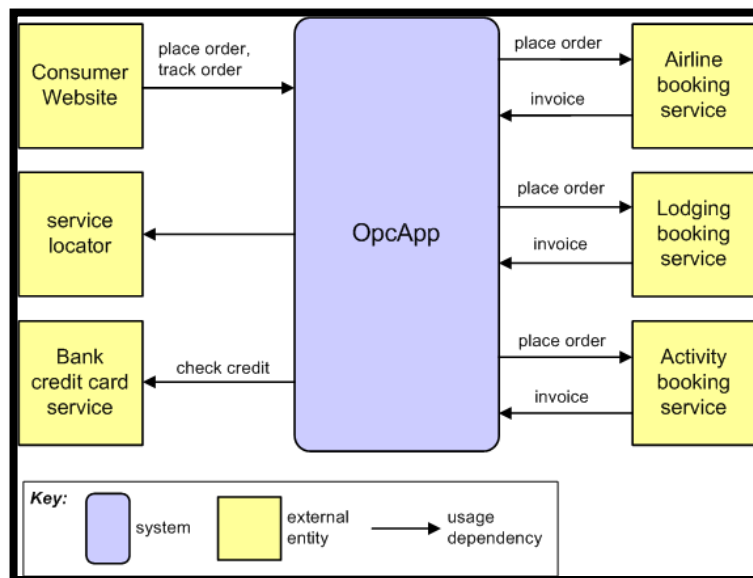 Consumer
Website
place order,
track order
service
locator
Bank
credit card
service
check credit
OpcApp
place order
invoice
Airline
booking
service
place order
invoice
Lodging
booking
service
place order
invoice
Activity
booking
service
Key:
system
external
entity
usage
dependency